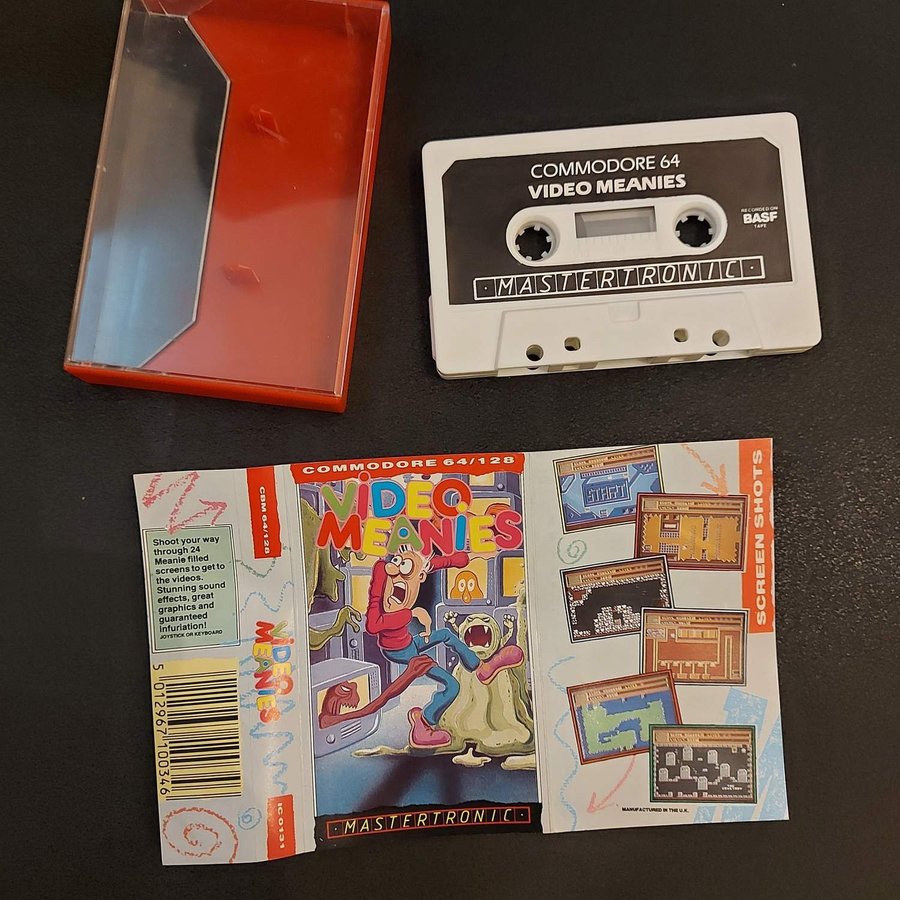 COMMODORE 64
VIDEO MEANIES
RECORDED ON
BASF
TAPE
· MASTERTRONIC ·
Shoot your way
through 24
Meanie filled
screens to get to
the videos.
Stunning sound
effects, great
graphics and
guaranteed
infuriation!
JOYSTICK OR KEYBOARD
5 012967 100346
CBM 64/128
VIDEO
MEANIES
IC 0131
COMMODORE 64/128
VIDEO
MEANIES
· MASTERTRONIC ·
SCREEN SHOTS
START
MANUFACTURED IN THE U.K.